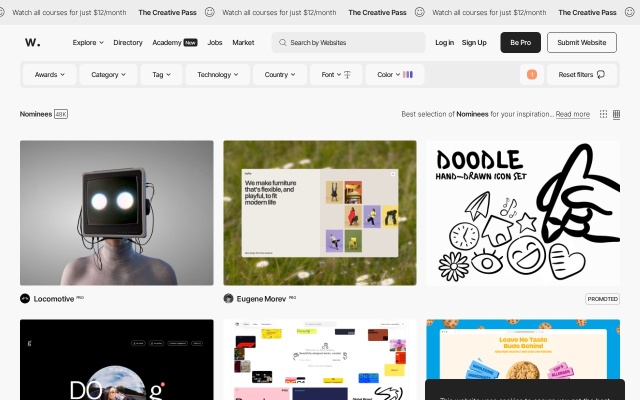 Watch all courses for just $12/month The Creative Pass Watch all courses for just $12/month The Creative Pass Watch all courses for just $12/month The Creative Pass
W. Explore Directory Academy New Jobs Market Search by Websites Log in Sign Up Be Pro Submit Website
Awards Category Tag Technology Country Font Color Reset filters
Nominees 48K Best selection of Nominees for your inspiration... Read more
We make furniture
that's flexible, and
playful, to fit
modern life
DOODLE
HAND-DRAWN ICON SET
Locomotive PRO Eugene Morev PRO PROMOTED
DO g
Leave No Taste
Buds Behind!